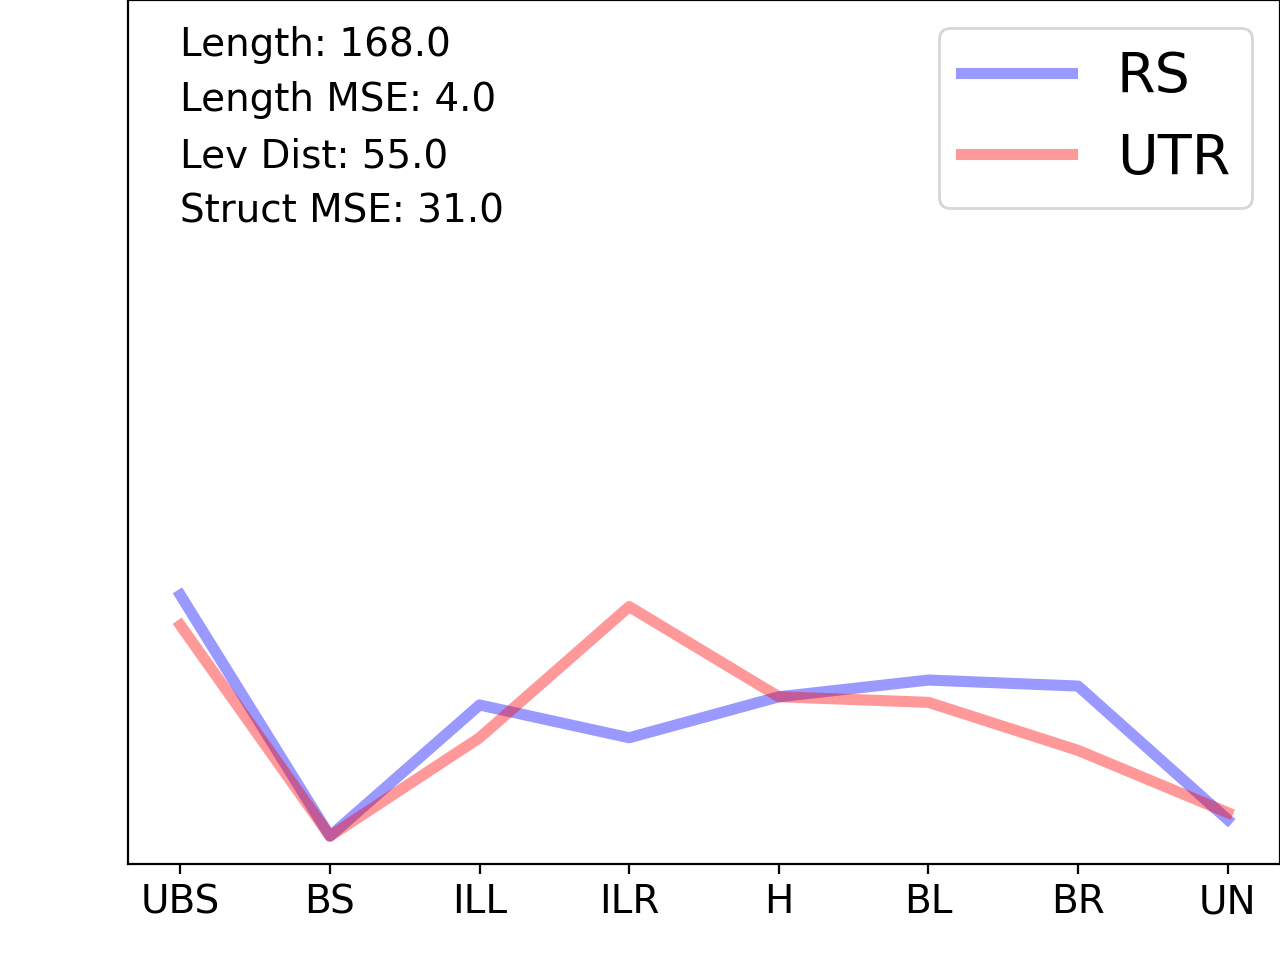 Length: 168.0
Length MSE: 4.0
Lev Dist: 55.0
Struct MSE: 31.0
RS
UTR
UBS BS ILL ILR H BL BR UN